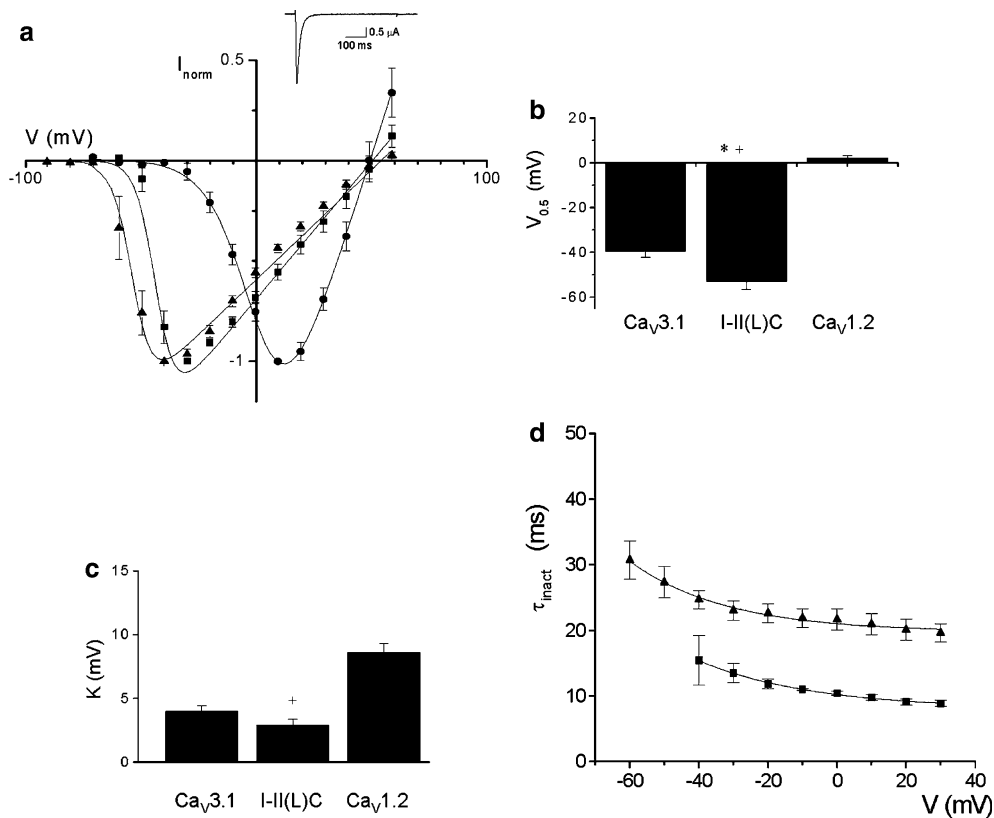 a
0.5 µA
100 ms
0.5
I norm
V (mV)
-100
100
-1
b
20
0
-20
-40
-60
V0.5 (mV)
* +
CaV3.1
I-II(L)C
CaV1.2
c
15
10
5
0
K (mV)
+
CaV3.1
I-II(L)C
CaV1.2
d
50
40
30
20
10
0
τinact (ms)
-60
-40
-20
0
20
40
V (mV)